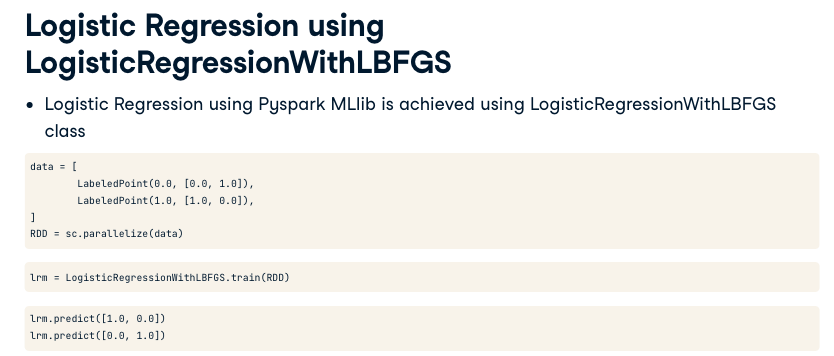 Logistic Regression using
LogisticRegressionWithLBFGS
• Logistic Regression using Pyspark MLlib is achieved using LogisticRegressionWithLBFGS
class
data = [
        LabeledPoint(0.0, [0.0, 1.0]),
        LabeledPoint(1.0, [1.0, 0.0]),
]
RDD = sc.parallelize(data)
lrm = LogisticRegressionWithLBFGS.train(RDD)
lrm.predict([1.0, 0.0])
lrm.predict([0.0, 1.0])